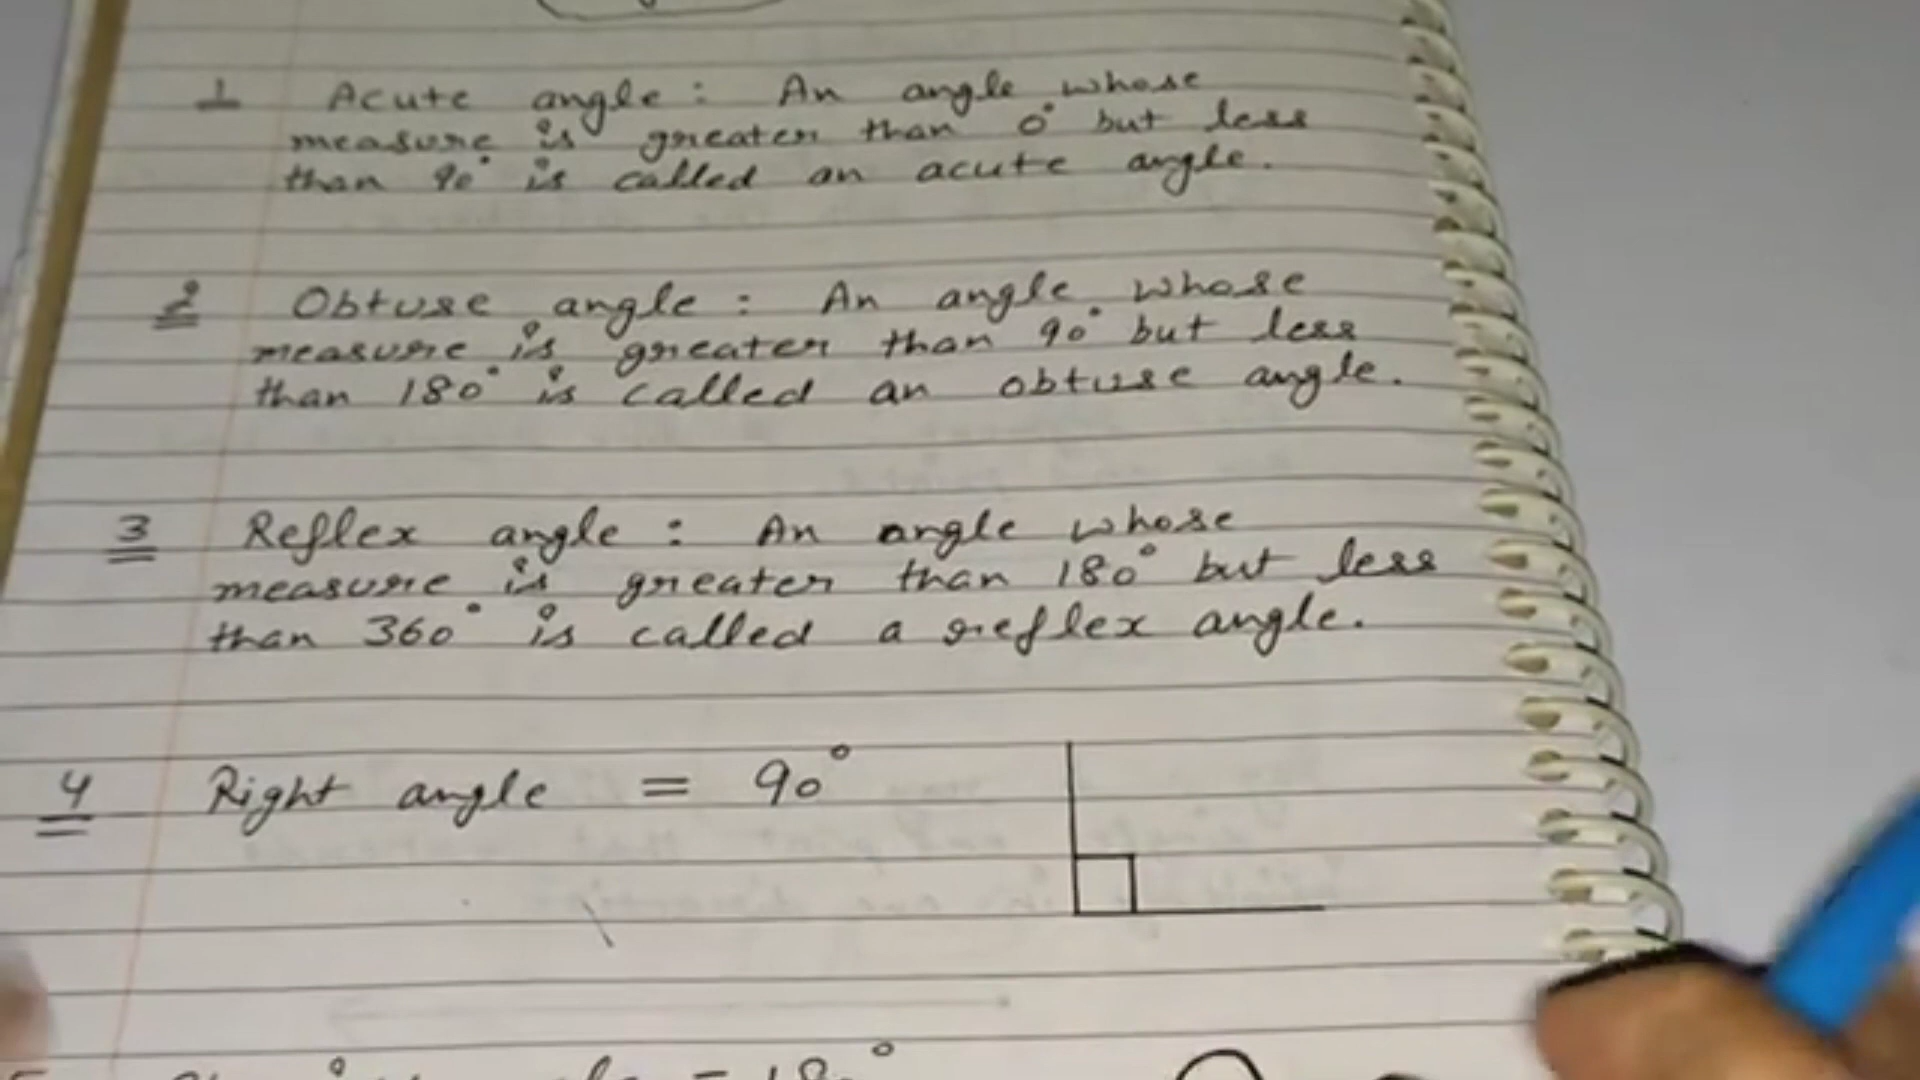 1 Acute angle : An angle whose
measure is greater than 0° but less
than 90° is called an acute angle.
2 Obtuse angle : An angle whose
measure is greater than 90° but less
than 180° is called an obtuse angle.
3 Reflex angle : An angle whose
measure is greater than 180° but less
than 360° is called a reflex angle.
4 Right angle = 90°